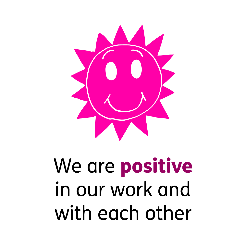 We are positive
in our work and
with each other